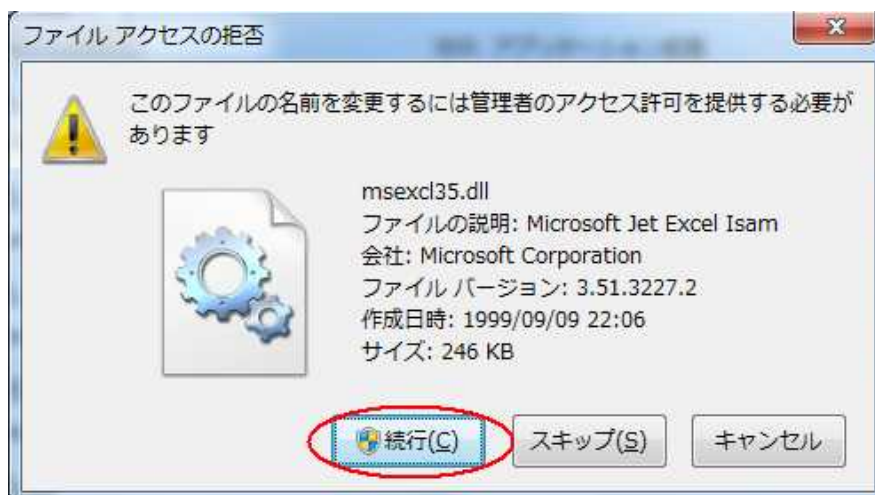 ファイル アクセスの拒否
このファイルの名前を変更するには管理者のアクセス許可を提供する必要が
あります
msexcl35.dll
ファイルの説明: Microsoft Jet Excel Isam
会社: Microsoft Corporation
ファイル バージョン: 3.51.3227.2
作成日時: 1999/09/09 22:06
サイズ: 246 KB
続行(C)
スキップ(S)
キャンセル